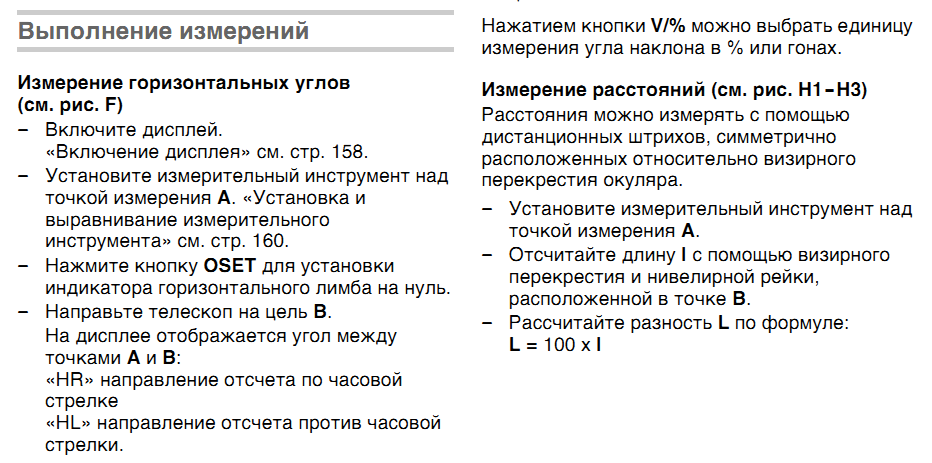 Выполнение измерений
Измерение горизонтальных углов
(см. рис. F)
– Включите дисплей.
«Включение дисплея» см. стр. 158.
– Установите измерительный инструмент над
точкой измерения A. «Установка и
выравнивание измерительного
инструмента» см. стр. 160.
– Нажмите кнопку OSET для установки
индикатора горизонтального лимба на нуль.
– Направьте телескоп на цель B.
На дисплее отображается угол между
точками A и B:
«HR» направление отсчета по часовой
стрелке
«HL» направление отсчета против часовой
стрелки.
Нажатием кнопки V/% можно выбрать единицу
измерения угла наклона в % или гонах.
Измерение расстояний (см. рис. H1–H3)
Расстояния можно измерять с помощью
дистанционных штрихов, симметрично
расположенных относительно визирного
перекрестия окуляра.
– Установите измерительный инструмент над
точкой измерения A.
– Отсчитайте длину l с помощью визирного
перекрестия и нивелирной рейки,
расположенной в точке B.
– Рассчитайте разность L по формуле:
L = 100 x l